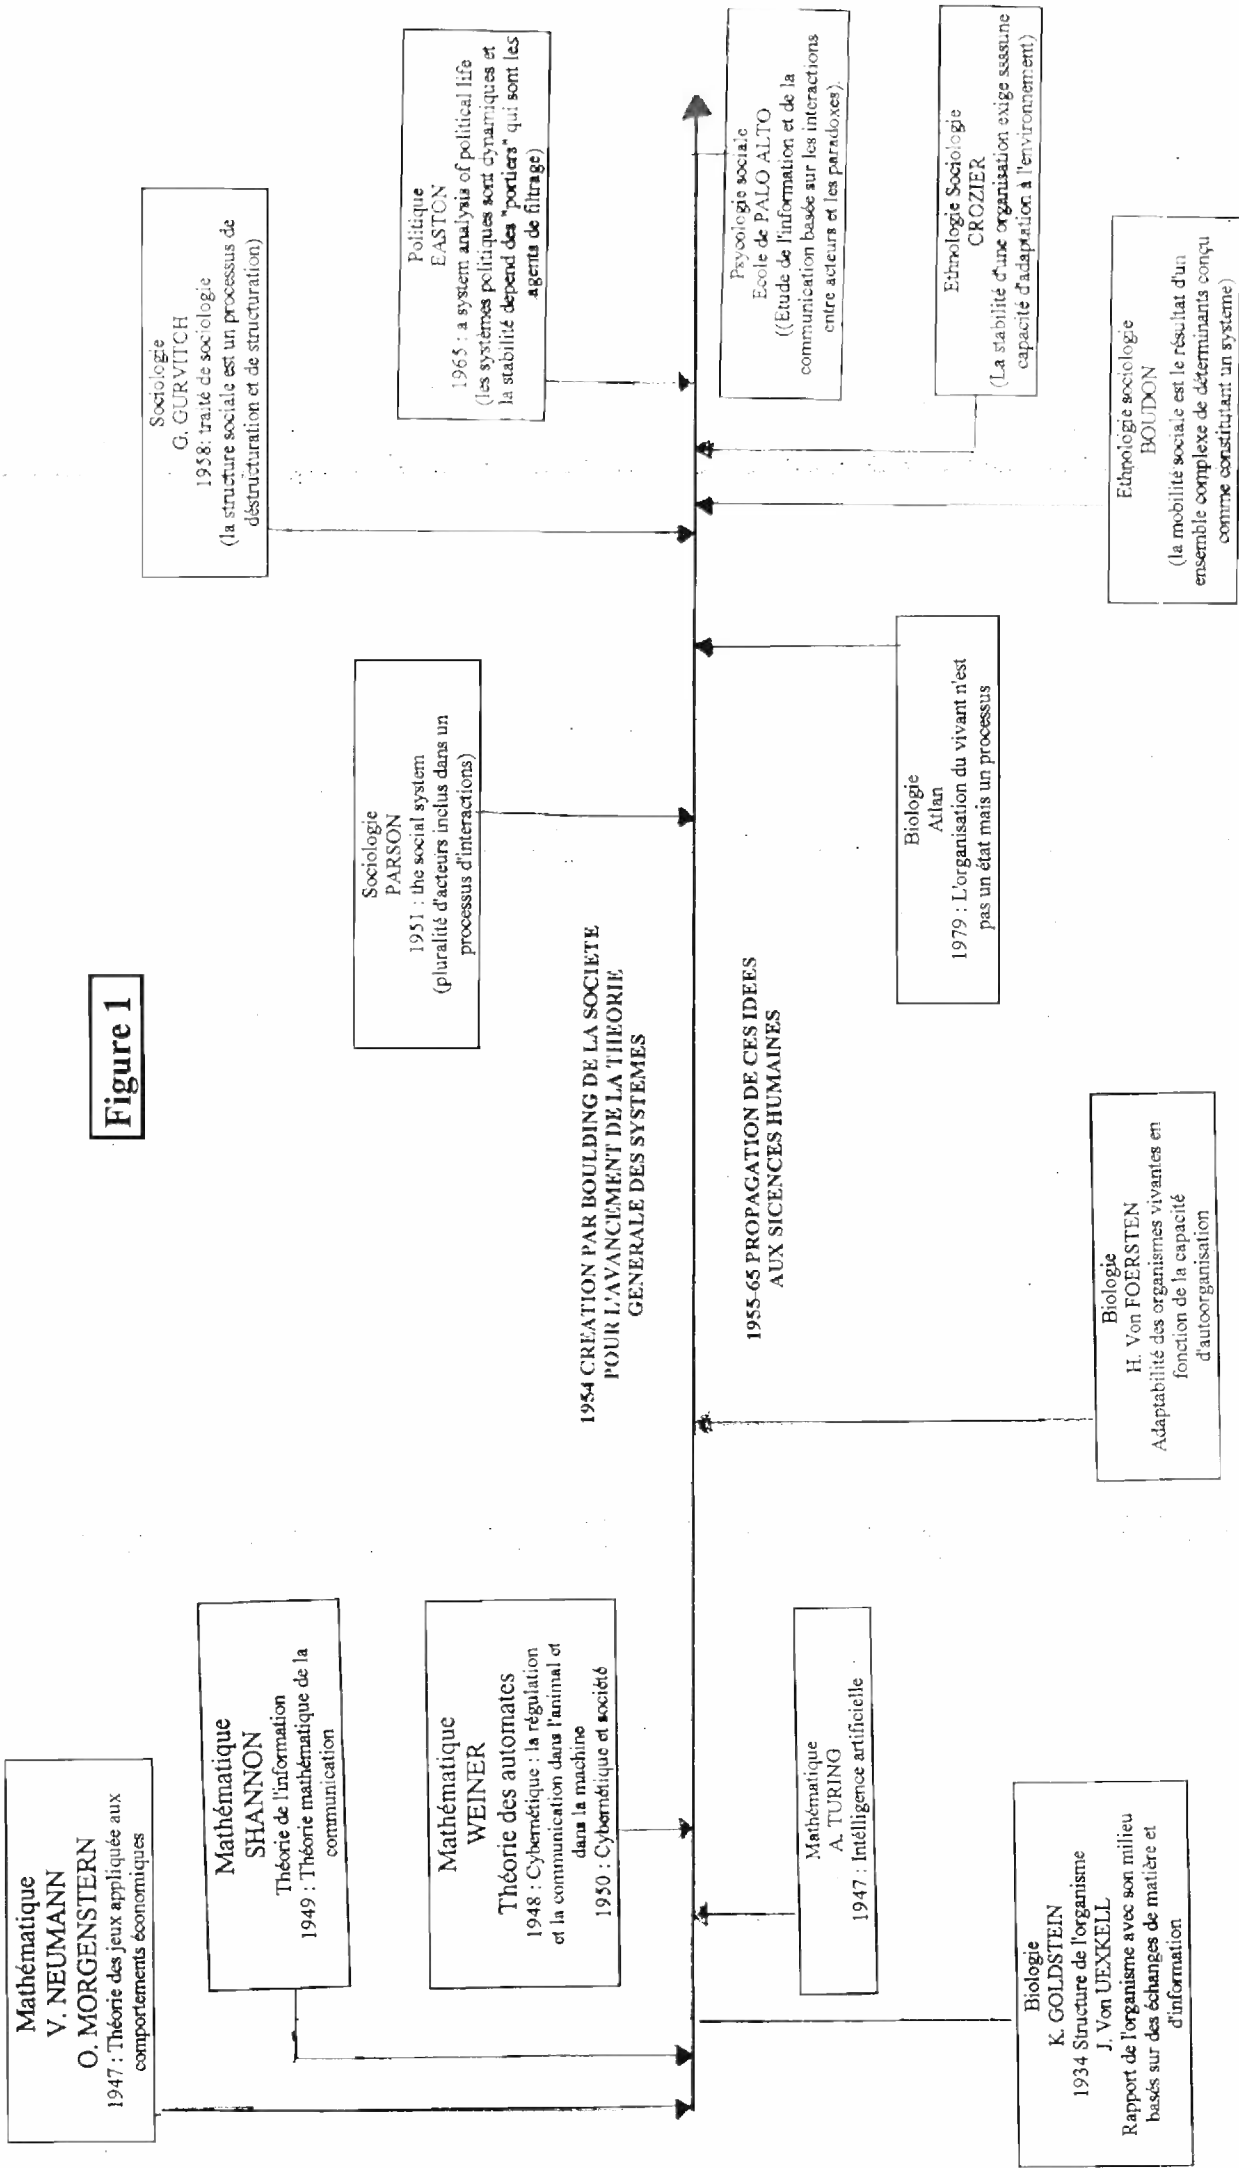 Figure 1
Mathématique
V. NEUMANN
O. MORGENSTERN
1947 : Théorie des jeux appliquée aux
comportements économiques
Mathématique
SHANNON
Théorie de l'information
1949 : Théorie mathématique de la
communication
Mathématique
WEINER
Théorie des automates
1948 : Cybernétique : la régulation
et la communication dans l'animal et
dans la machine
1950 : Cybernétique et société
Sociologie
PARSON
1951 : the social system
(pluralité d'acteurs inclus dans un
processus d'interactions)
Sociologie
G. GURVITCH
1958: traité de sociologie
(la structure sociale est un processus de
déstructuration et de structuration)
Politique
EASTON
1965 : a system analysis of political life
(les systèmes politiques sont dynamiques et
la stabilité depend des "portiers" qui sont les
agents de filtrage)
1954 CREATION PAR BOULDING DE LA SOCIETE
POUR L'AVANCEMENT DE LA THEORIE
GENERALE DES SYSTEMES
1955-65 PROPAGATION DE CES IDEES
AUX SICENCES HUMAINES
Mathématique
A. TURING
1947 : Intélligence artificielle
Biologie
K. GOLDSTEIN
1934 Structure de l'organisme
J. Von UEXKELL
Rapport de l'organisme avec son milieu
basés sur des échanges de matière et
d'information
Biologie
H. Von FOERSTEN
Adaptabilité des organismes vivantes en
fonction de la capacité
d'autoorganisation
Biologie
Atlan
1979 : L'organisation du vivant n'est
pas un état mais un processus
Psycologie sociale
Ecole de PALO ALTO
((Etude de l'information et de la
communication basée sur les interactions
entre acteurs et les paradoxes).
Ethnologie Sociologie
CROZIER
(La stabilité d'une organisation exige saasune
capacité d'adaptation à l'environnement)
Ethnologie sociologie
BOUDON
(la mobilité sociale est le résultat d'un
ensemble complexe de déterminants conçu
comme constitutant un systeme)